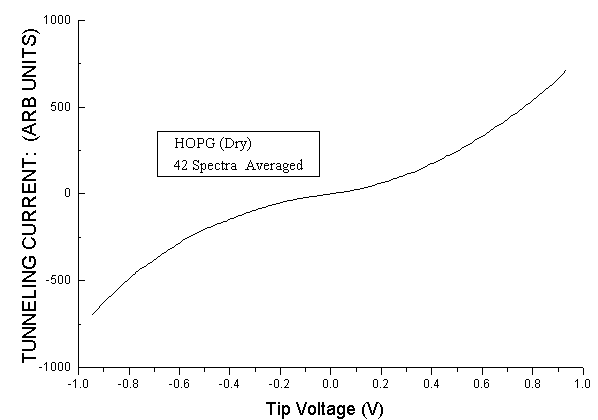 1000
500
0
-500
-1000
TUNNELING CURRENT: (ARB UNITS)
HOPG (Dry)
42 Spectra Averaged
-1.0 -0.8 -0.6 -0.4 -0.2 0.0 0.2 0.4 0.6 0.8 1.0
Tip Voltage (V)